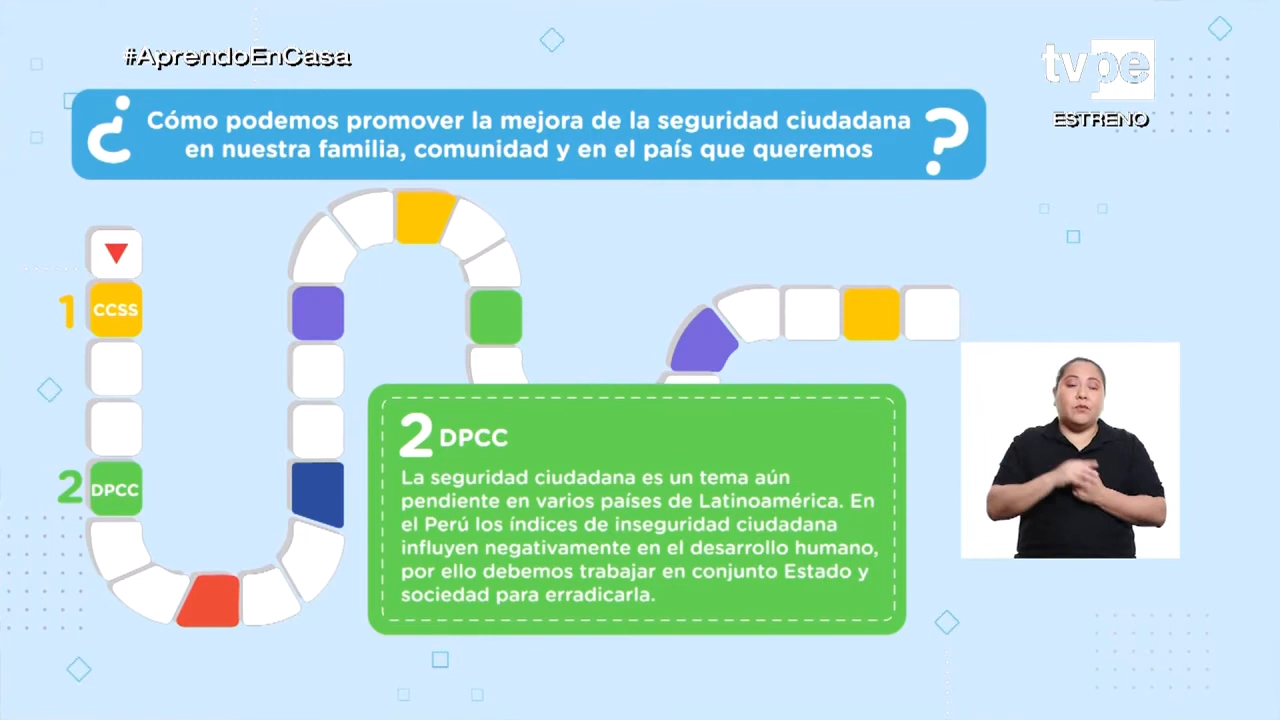 #AprendoEnCasa
tvpe
ESTRENO
¿ Cómo podemos promover la mejora de la seguridad ciudadana
en nuestra familia, comunidad y en el país que queremos ?
1 CCSS
2 DPCC
2 DPCC
La seguridad ciudadana es un tema aún
pendiente en varios países de Latinoamérica. En
el Perú los índices de inseguridad ciudadana
influyen negativamente en el desarrollo humano,
por ello debemos trabajar en conjunto Estado y
sociedad para erradicarla.